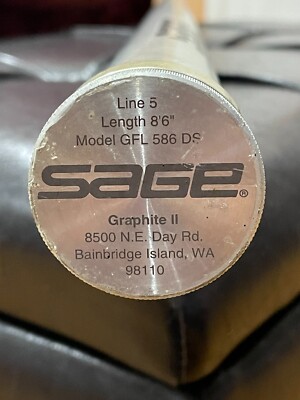 Line 5
Length 8'6"
Model GFL 586 DS
SAGE®
Graphite II
8500 N.E. Day Rd.
Bainbridge Island, WA
98110